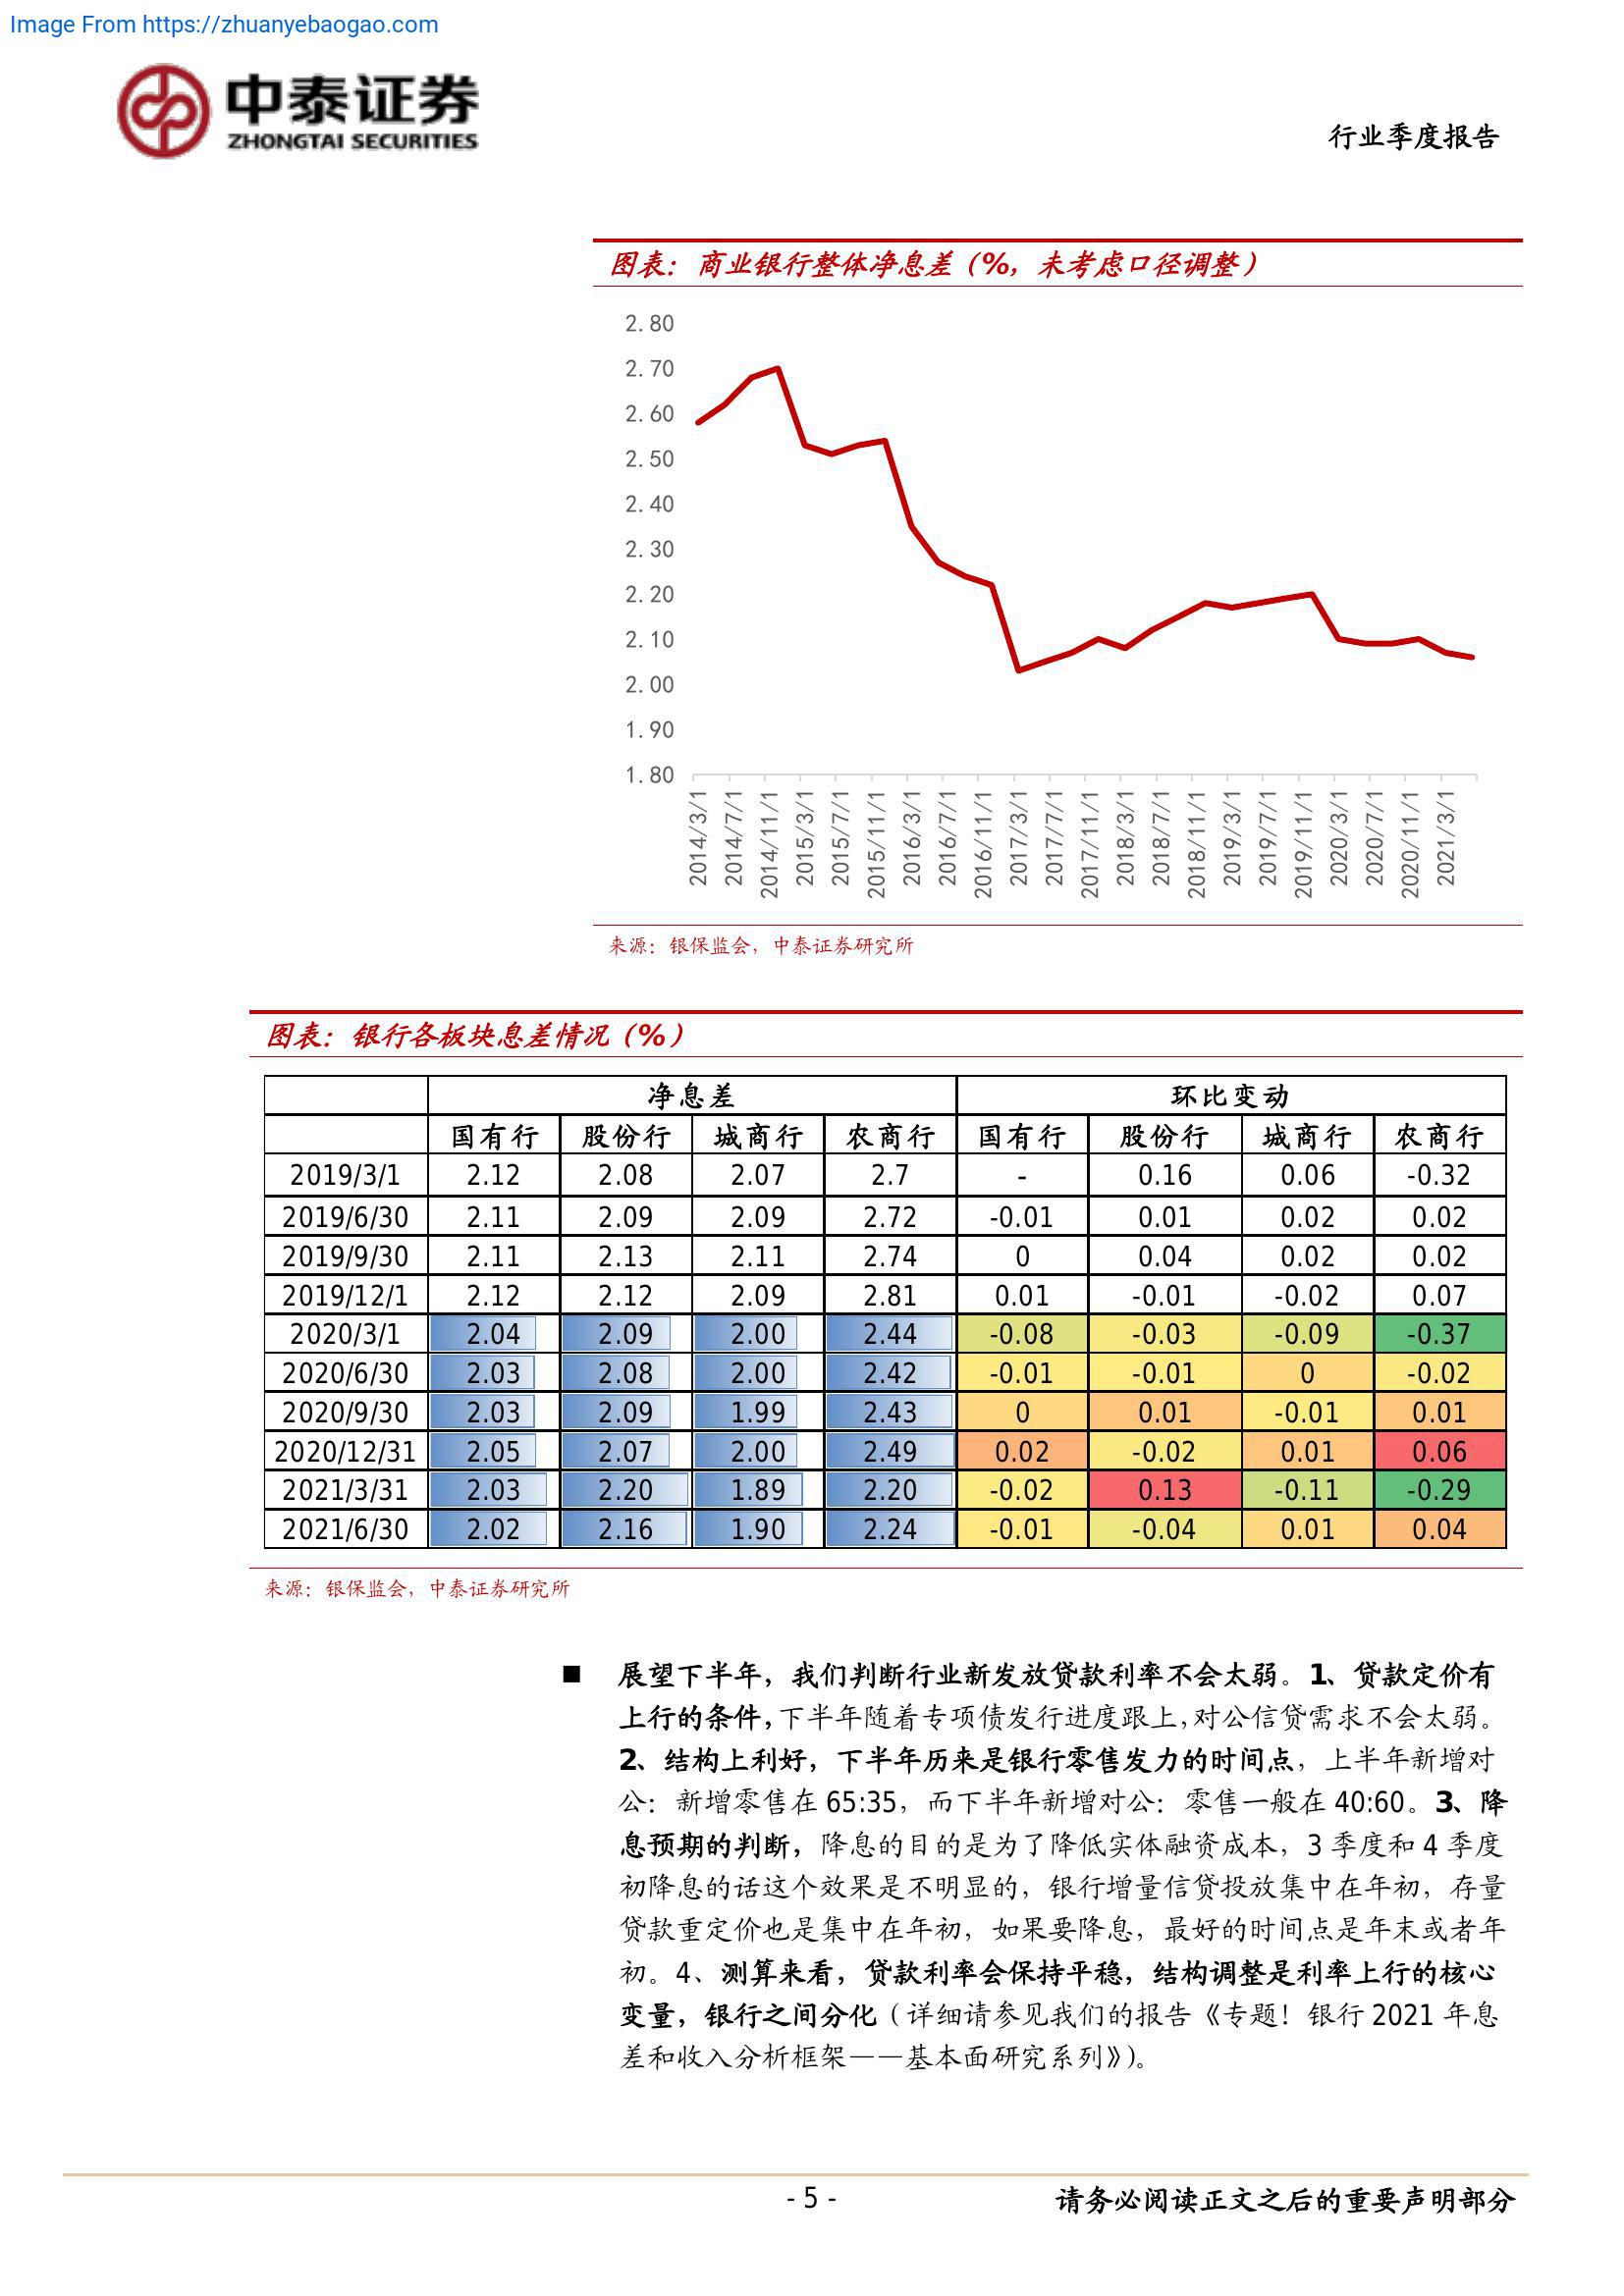 Image From https://zhuanyebaogao.com
中泰证券
ZHONGTAI SECURITIES
行业季度报告
图表：商业银行整体净息差（%，未考虑口径调整）
2.80
2.70
2.60
2.50
2.40
2.30
2.20
2.10
2.00
1.90
1.80
2014/3/1
2014/7/1
2014/11/1
2015/3/1
2015/7/1
2015/11/1
2016/3/1
2016/7/1
2016/11/1
2017/3/1
2017/7/1
2017/11/1
2018/3/1
2018/7/1
2018/11/1
2019/3/1
2019/7/1
2019/11/1
2020/3/1
2020/7/1
2020/11/1
2021/3/1
来源：银保监会，中泰证券研究所
图表：银行各板块息差情况（%）
净息差 环比变动
国有行 股份行 城商行 农商行 国有行 股份行 城商行 农商行
2019/3/1 2.12 2.08 2.07 2.7 - 0.16 0.06 -0.32
2019/6/30 2.11 2.09 2.09 2.72 -0.01 0.01 0.02 0.02
2019/9/30 2.11 2.13 2.11 2.74 0 0.04 0.02 0.02
2019/12/1 2.12 2.12 2.09 2.81 0.01 -0.01 -0.02 0.07
2020/3/1 2.04 2.09 2.00 2.44 -0.08 -0.03 -0.09 -0.37
2020/6/30 2.03 2.08 2.00 2.42 -0.01 -0.01 0 -0.02
2020/9/30 2.03 2.09 1.99 2.43 0 0.01 -0.01 0.01
2020/12/31 2.05 2.07 2.00 2.49 0.02 -0.02 0.01 0.06
2021/3/31 2.03 2.20 1.89 2.20 -0.02 0.13 -0.11 -0.29
2021/6/30 2.02 2.16 1.90 2.24 -0.01 -0.04 0.01 0.04
来源：银保监会，中泰证券研究所
■ 展望下半年，我们判断行业新发放贷款利率不会太弱。1、贷款定价有
上行的条件，下半年随着专项债发行进度跟上，对公信贷需求不会太弱。
2、结构上利好，下半年历来是银行零售发力的时间点，上半年新增对
公：新增零售在 65:35，而下半年新增对公：零售一般在 40:60。3、降
息预期的判断，降息的目的是为了降低实体融资成本，3 季度和 4 季度
初降息的话这个效果是不明显的，银行增量信贷投放集中在年初，存量
贷款重定价也是集中在年初，如果要降息，最好的时间点是年末或者年
初。4、测算来看，贷款利率会保持平稳，结构调整是利率上行的核心
变量，银行之间分化（详细请参见我们的报告《专题！银行 2021 年息
差和收入分析框架——基本面研究系列》）。
- 5 -
请务必阅读正文之后的重要声明部分